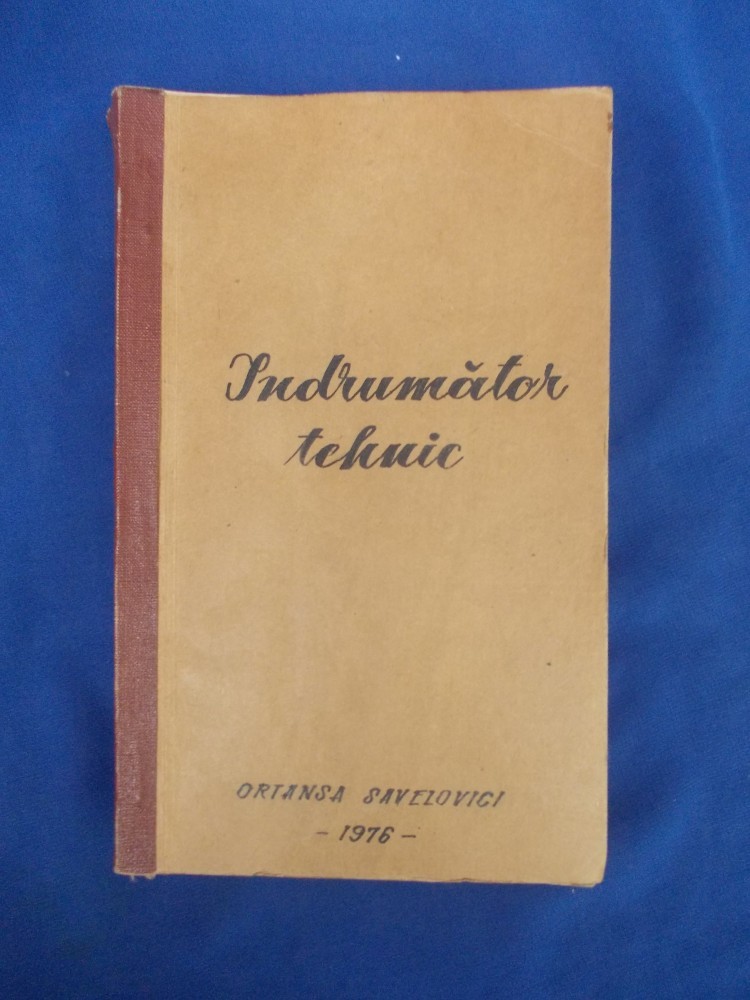 Indrumător
tehnic
ORTANSA SAVELOVICI
- 1976 -